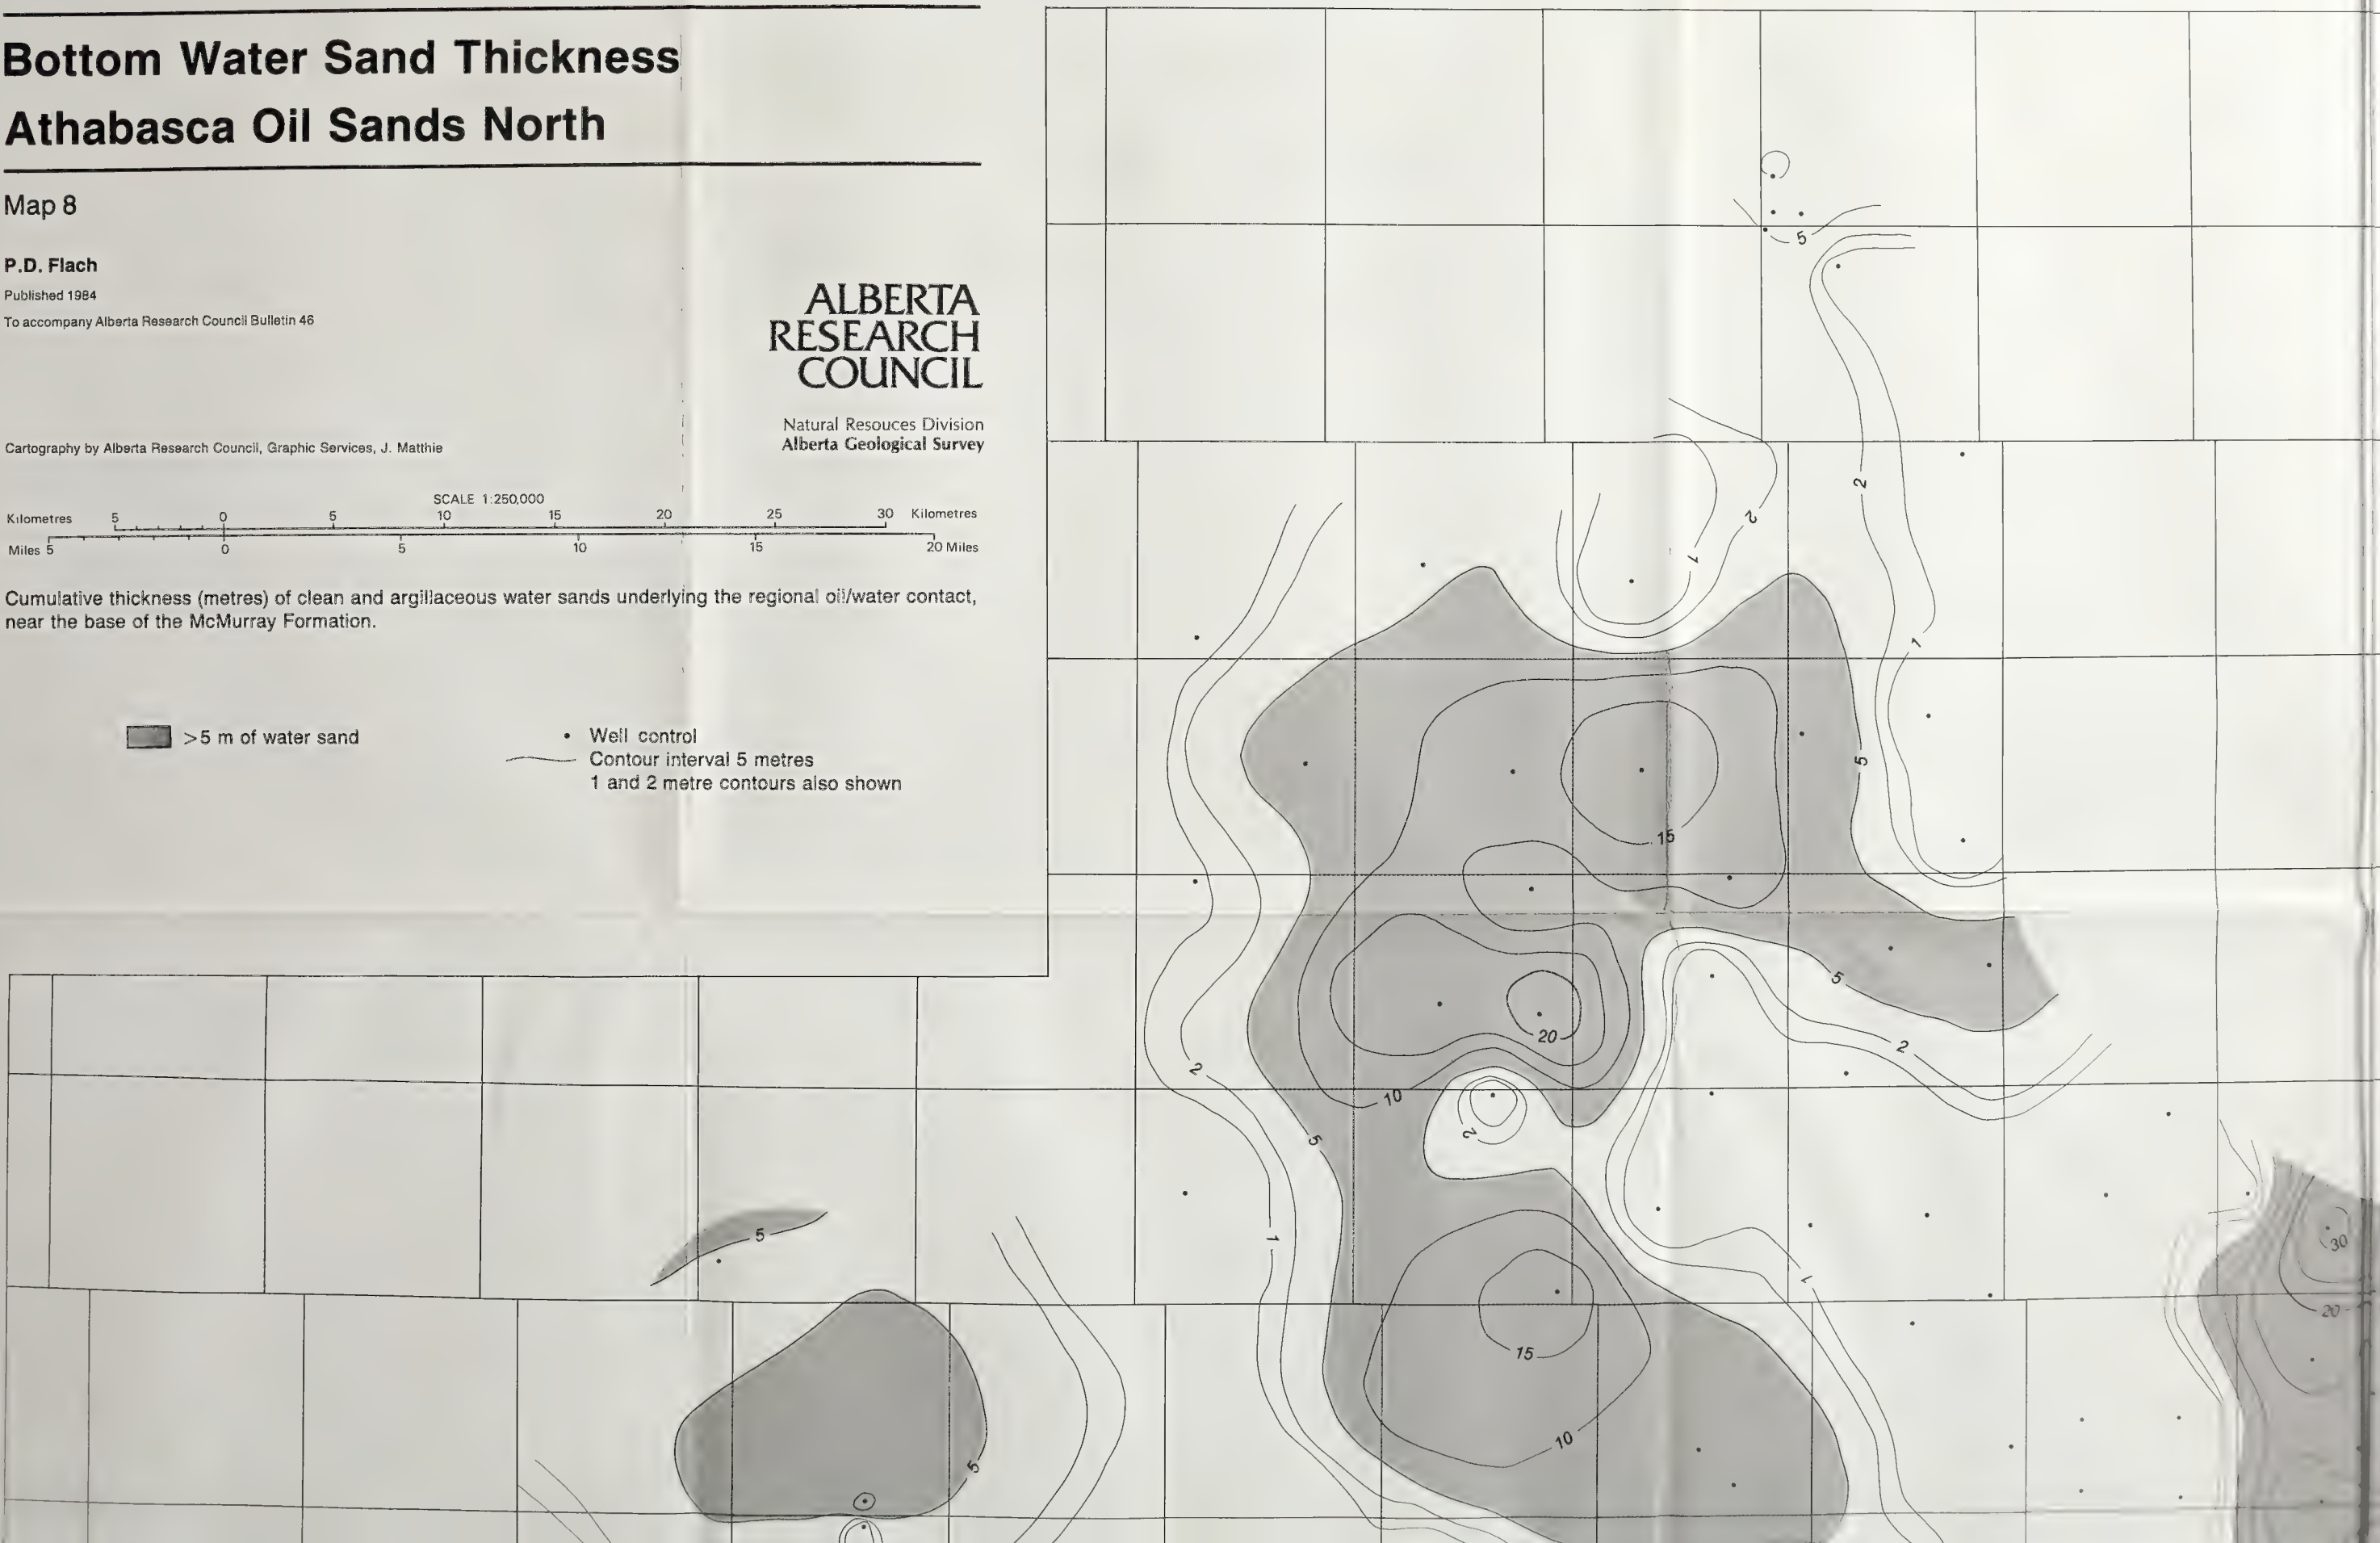 Bottom Water Sand Thickness
Athabasca Oil Sands North
Map 8
P.D. Flach
Published 1984
To accompany Alberta Research Council Bulletin 46
ALBERTA
RESEARCH
COUNCIL
Natural Resouces Division
Alberta Geological Survey
Cartography by Alberta Research Council, Graphic Services, J. Matthie
SCALE 1:250,000
Kilometres 5 0 5 10 15 20 25 30 Kilometres
Miles 5 0 5 10 15 20 Miles
Cumulative thickness (metres) of clean and argillaceous water sands underlying the regional oil/water contact,
near the base of the McMurray Formation.
>5 m of water sand
Well control
Contour interval 5 metres
1 and 2 metre contours also shown
5
2
2
1
1
5
15
5
20
2
2
10
2
5
1
5
30
1
20
15
10
5